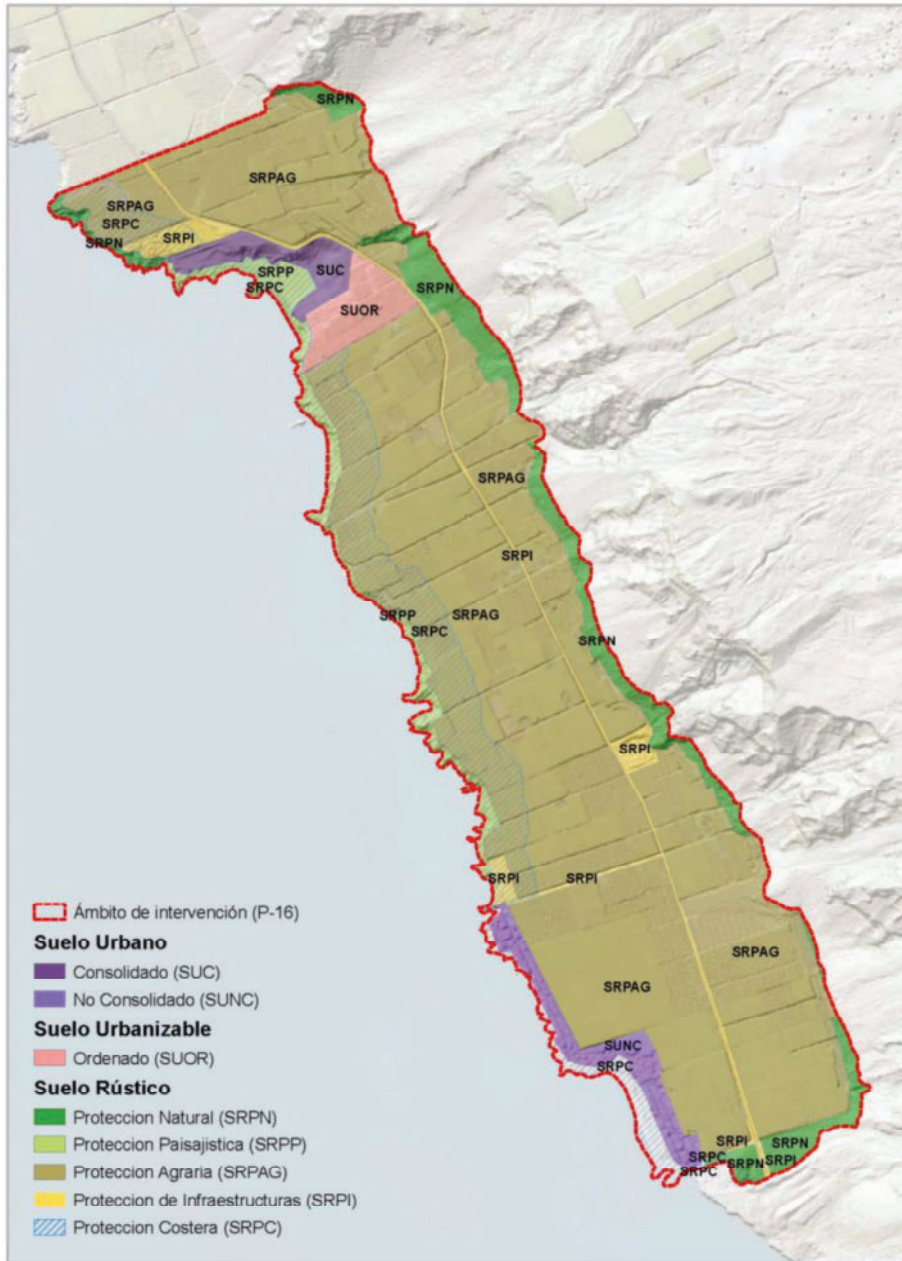 SRPN
SRPAG
SRPAG
SRPC
SRPN
SRPI
SRPP
SUC
SRPC
SRPN
SUOR
SRPAG
SRPI
SRPP
SRPAG
SRPC
SRPN
SRPI
SRPI
SRPI
SRPAG
SRPAG
SUNC
SRPC
SRPI
SRPN
SRPC
SRPN
SRPI
SRPC
Ámbito de intervención (P-16)
Suelo Urbano
Consolidado (SUC)
No Consolidado (SUNC)
Suelo Urbanizable
Ordenado (SUOR)
Suelo Rústico
Proteccion Natural (SRPN)
Proteccion Paisajistica (SRPP)
Proteccion Agraria (SRPAG)
Proteccion de Infraestructuras (SRPI)
Proteccion Costera (SRPC)